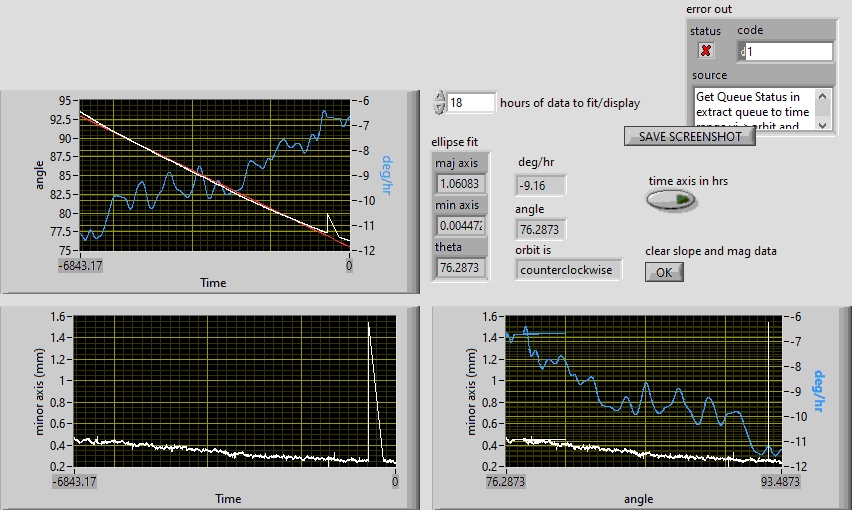 error out
status
code
d 1
source
Get Queue Status in
extract queue to time
SAVE SCREENSHOT
18
hours of data to fit/display
ellipse fit
maj axis
1.06083
min axis
0.004472
theta
76.2873
deg/hr
-9.16
angle
76.2873
orbit is
counterclockwise
time axis in hrs
clear slope and mag data
OK
95
92.5
90
87.5
85
82.5
80
77.5
75
angle
-6
-7
-8
-9
-10
-11
-12
deg/hr
-6843.17
0
Time
1.6
1.4
1.2
1
0.8
0.6
0.4
0.2
minor axis (mm)
-6843.17
0
Time
1.6
1.4
1.2
1
0.8
0.6
0.4
0.2
minor axis (mm)
-6
-7
-8
-9
-10
-11
-12
deg/hr
76.2873
93.4873
angle